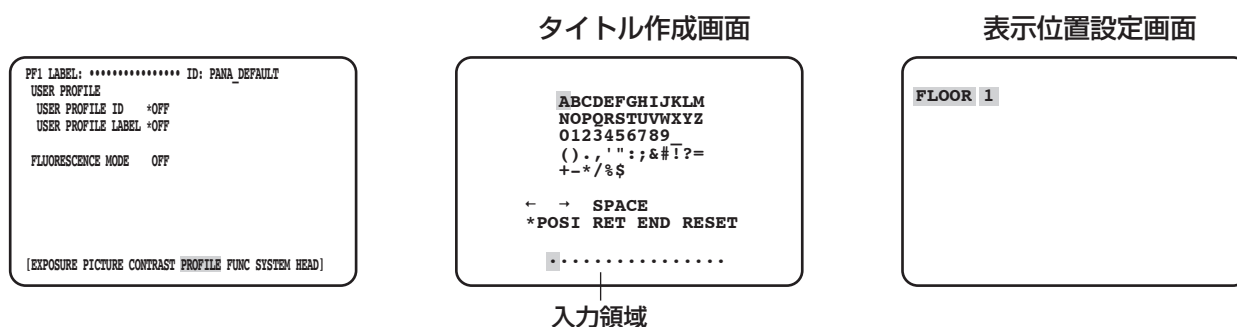 タイトル作成画面
表示位置設定画面
PF1 LABEL: •••••••••••••••• ID: PANA_DEFAULT
USER PROFILE
USER PROFILE ID *OFF
USER PROFILE LABEL *OFF
FLUORESCENCE MODE OFF
[EXPOSURE PICTURE CONTRAST PROFILE FUNC SYSTEM HEAD]
ABCDEFGHIJKLM
NOPQRSTUVWXYZ
0123456789_
().,'":;&#!?=
+-*/%$
← → SPACE
*POSI RET END RESET
................
入力領域
FLOOR 1